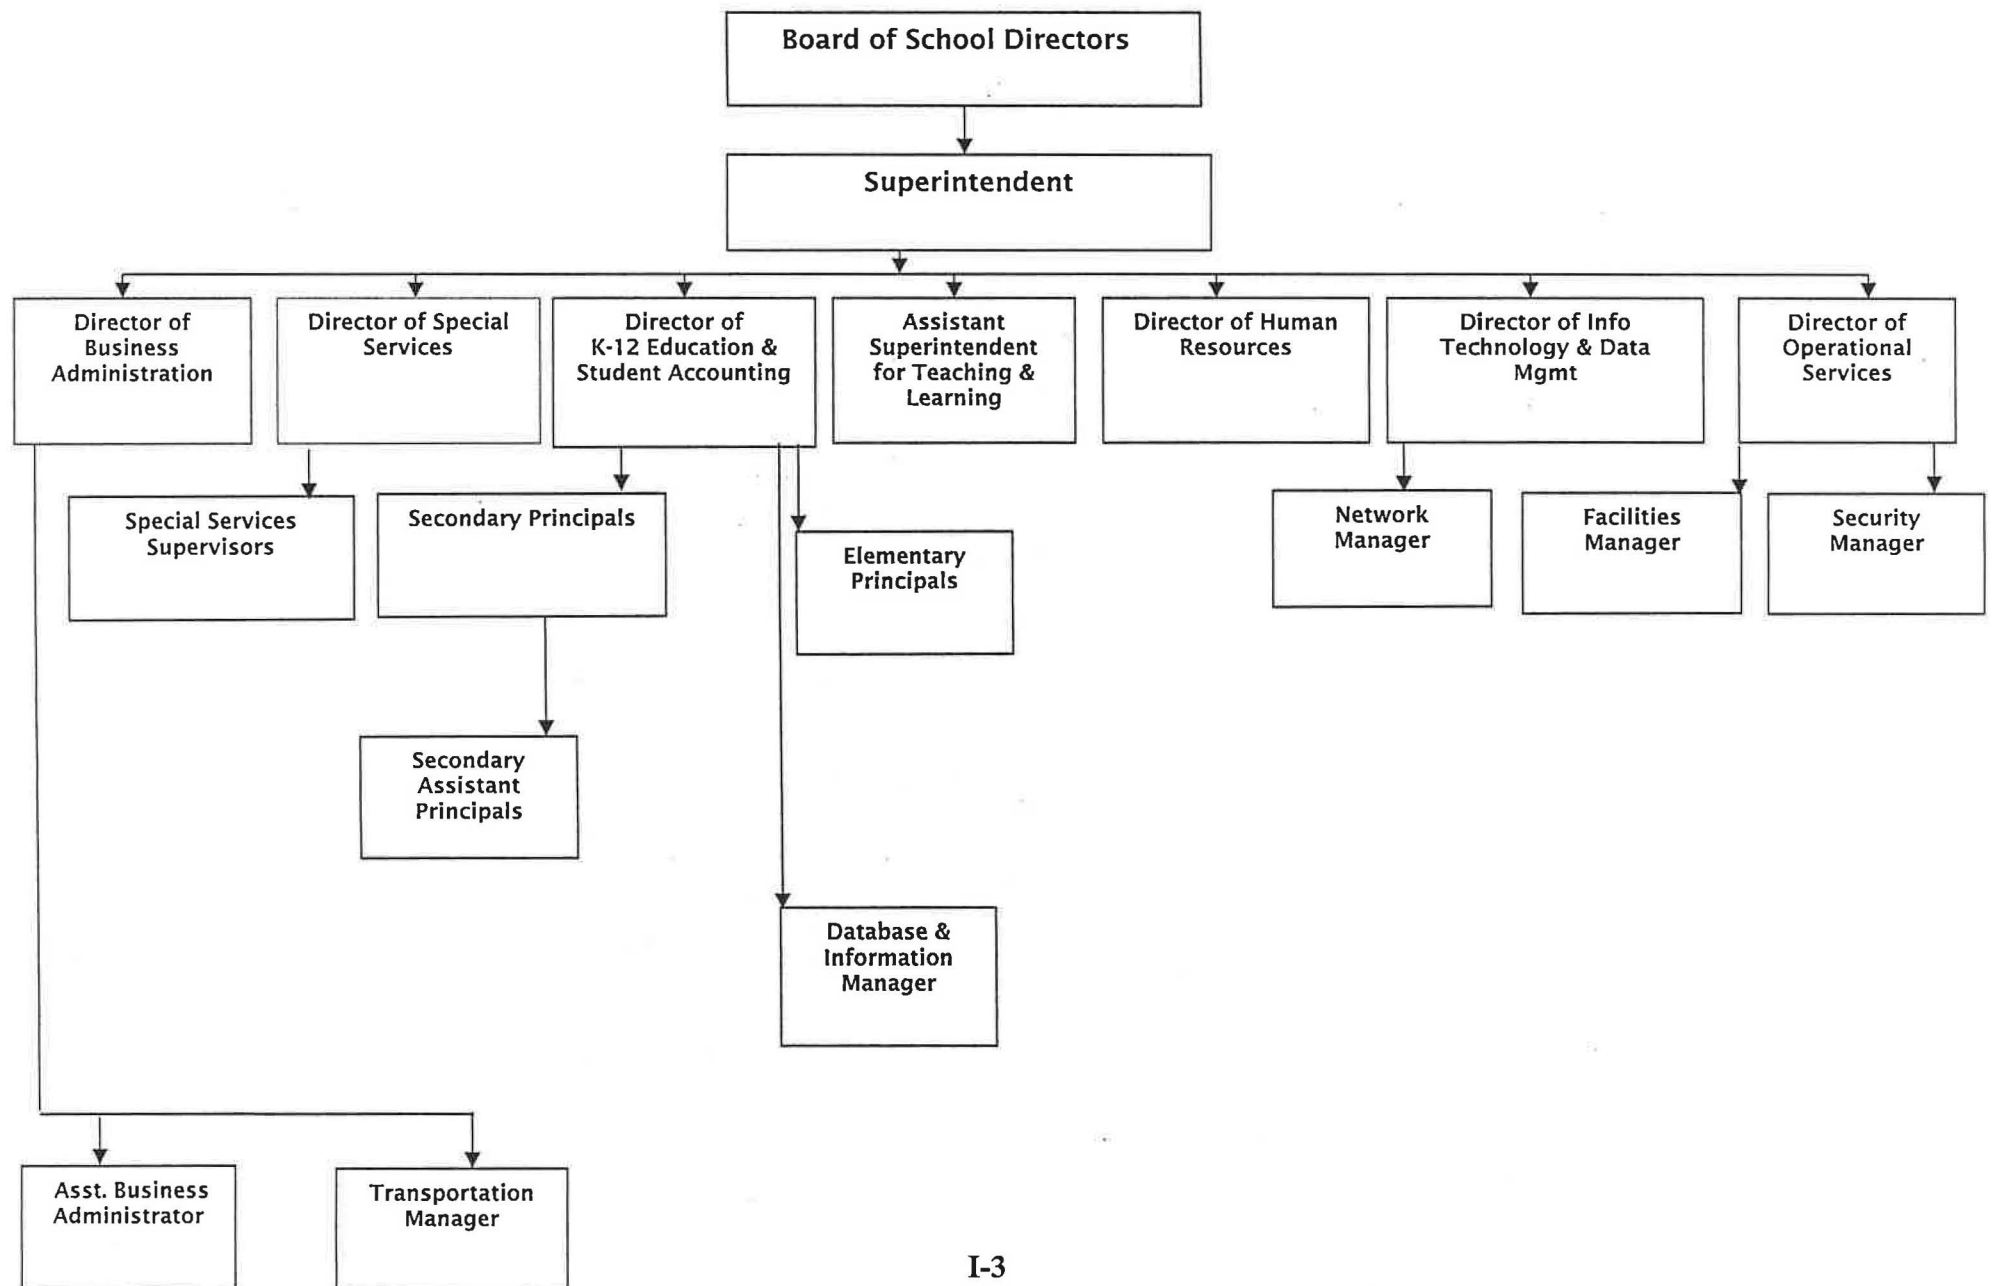 Board of School Directors
Superintendent
Director of
Business
Administration
Director of Special
Services
Director of
K-12 Education &
Student Accounting
Assistant
Superintendent
for Teaching &
Learning
Director of Human
Resources
Director of Info
Technology & Data
Mgmt
Director of
Operational
Services
Special Services
Supervisors
Secondary Principals
Elementary
Principals
Network
Manager
Facilities
Manager
Security
Manager
Secondary
Assistant
Principals
Database &
Information
Manager
Asst. Business
Administrator
Transportation
Manager
I-3